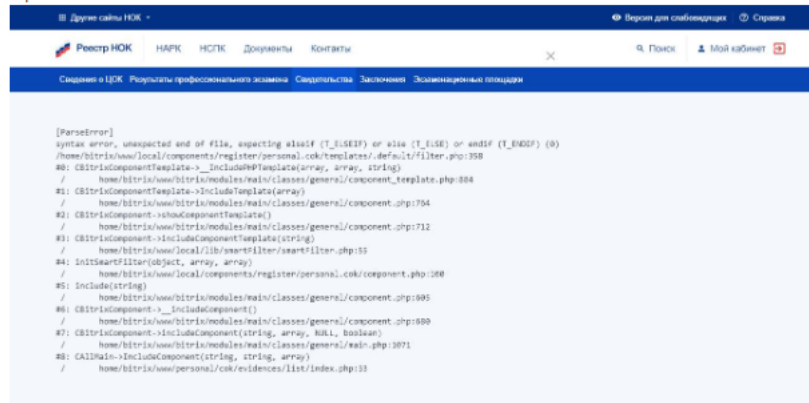 Другие сайты НОК
Версия для слабовидящих Справка
Реестр НОК НАРК НСПК Документы Контакты Поиск Мой кабинет
Сведения о ЦОК Результаты профессионального экзамена Свидетельства Заключения Экзаменационные площадки
[ParseError]
syntax error, unexpected end of file, expecting elseif (T_ELSEIF) or else (T_ELSE) or endif (T_ENDIF) (0)
/home/bitrix/www/local/components/register/personal.cok/templates/.default/filter.php:358
#0: CBitrixComponentTemplate->__IncludePHPTemplate(array, array, string)
/ home/bitrix/www/bitrix/modules/main/classes/general/component_template.php:884
#1: CBitrixComponentTemplate->IncludeTemplate(array)
/ home/bitrix/www/bitrix/modules/main/classes/general/component.php:764
#2: CBitrixComponent->showComponentTemplate()
/ home/bitrix/www/bitrix/modules/main/classes/general/component.php:712
#3: CBitrixComponent->includeComponentTemplate(string)
/ home/bitrix/www/local/lib/smartFilter/smartFilter.php:55
#4: InitSmartFilter(object, array, array)
/ home/bitrix/www/local/components/register/personal.cok/component.php:160
#5: include(string)
/ home/bitrix/www/bitrix/modules/main/classes/general/component.php:605
#6: CBitrixComponent->__includeComponent()
/ home/bitrix/www/bitrix/modules/main/classes/general/component.php:680
#7: CBitrixComponent->includeComponent(string, array, NULL, boolean)
/ home/bitrix/www/bitrix/modules/main/classes/general/main.php:1071
#8: CAllMain->IncludeComponent(string, string, array)
/ home/bitrix/www/personal/cok/evidences/list/index.php:33